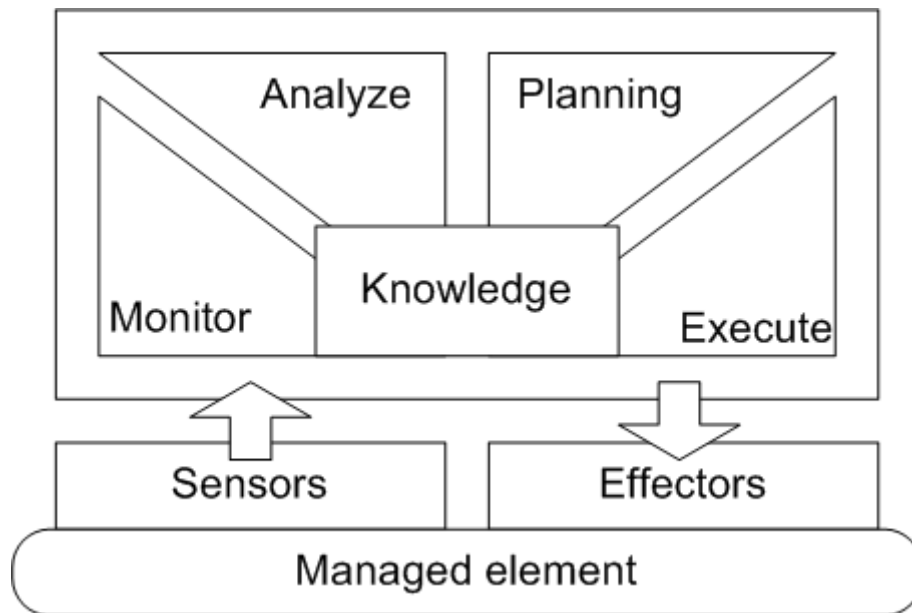 Analyze
Planning
Knowledge
Monitor
Execute
Sensors
Effectors
Managed element